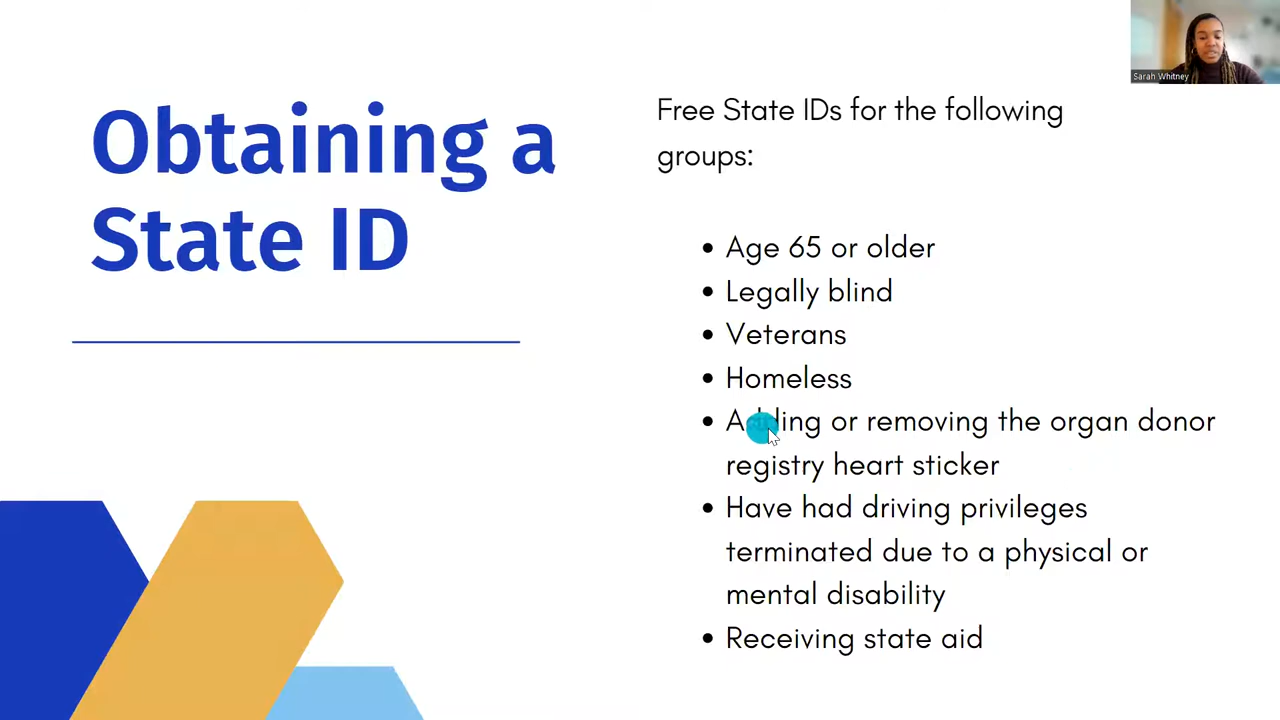 Obtaining a
State ID
Free State IDs for the following
groups:
Age 65 or older
Legally blind
Veterans
Homeless
Adding or removing the organ donor
registry heart sticker
Have had driving privileges
terminated due to a physical or
mental disability
Receiving state aid
Sarah Whitney